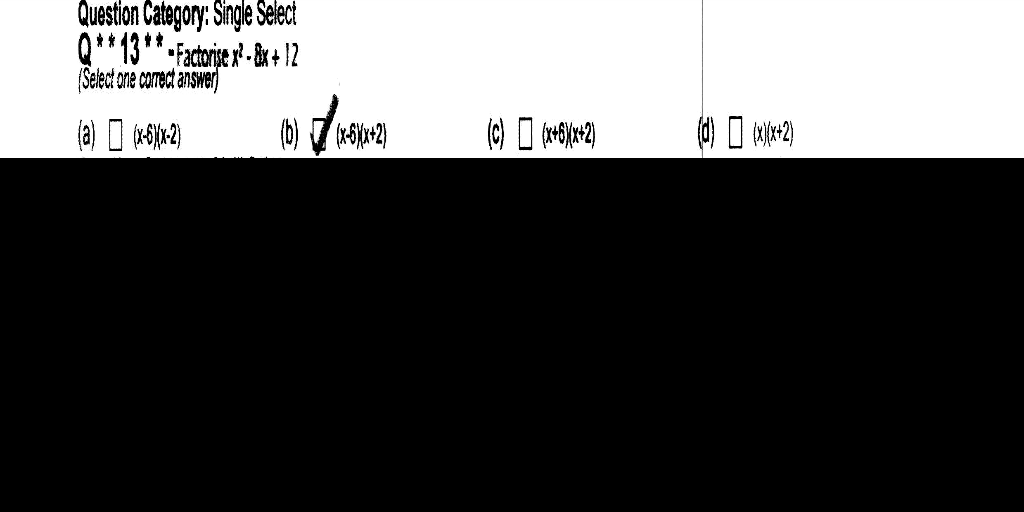 Question Category: Single Select
Q**13** - Factorise x² - 8x + 12
(Select one correct answer)
(a) ☐ (x-6)(x-2) (b) ☑ (x-6)(x+2) (c) ☐ (x+6)(x+2) (d) ☐ (x)(x+2)